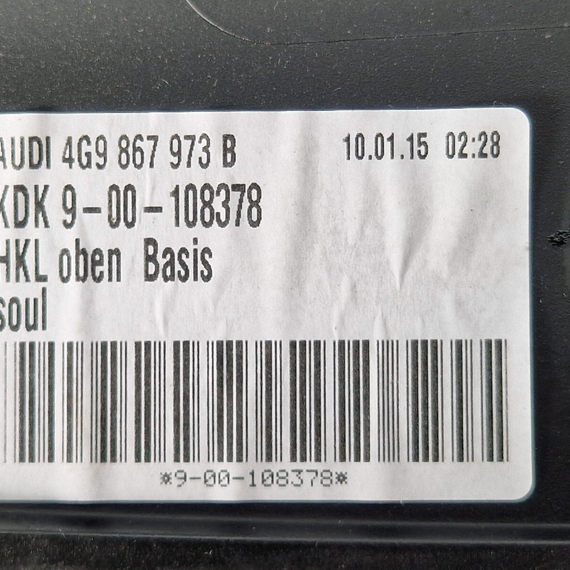 AUDI 4G9 867 973 B 10.01.15 02:28
KDK 9-00-108378
HKL oben Basis
soul
*9-00-108378*